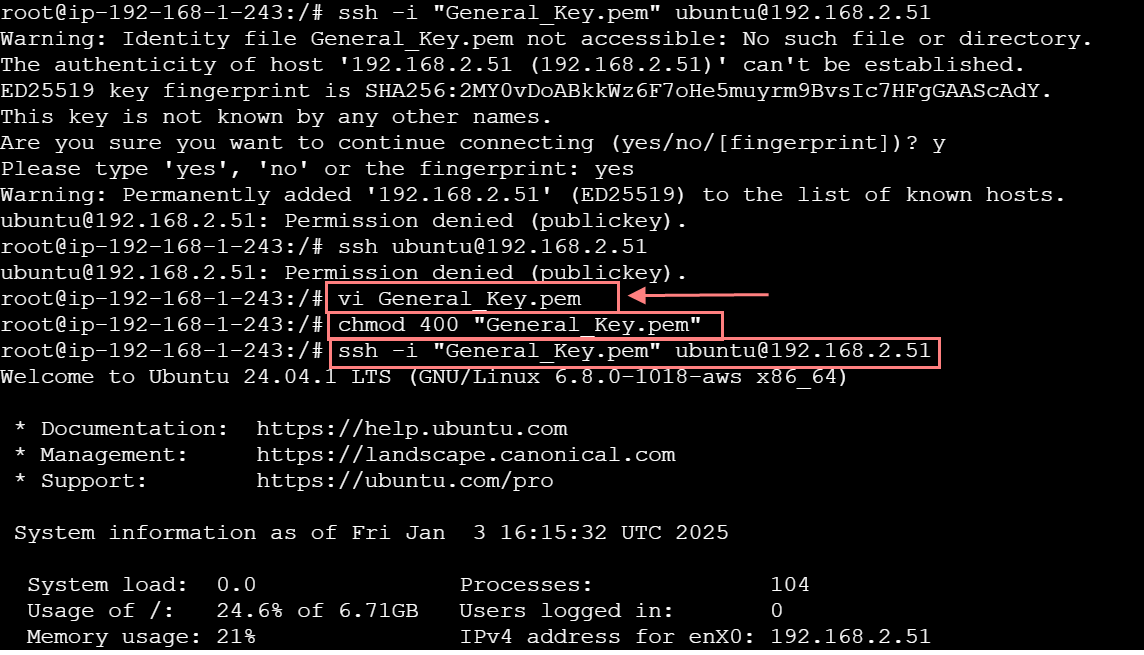 root@ip-192-168-1-243:/# ssh -i "General_Key.pem" ubuntu@192.168.2.51
Warning: Identity file General_Key.pem not accessible: No such file or directory.
The authenticity of host '192.168.2.51 (192.168.2.51)' can't be established.
ED25519 key fingerprint is SHA256:2MY0vDoABkkWz6F7oHe5muyrm9BvsIc7HFgGAAScAdY.
This key is not known by any other names.
Are you sure you want to continue connecting (yes/no/[fingerprint])? y
Please type 'yes', 'no' or the fingerprint: yes
Warning: Permanently added '192.168.2.51' (ED25519) to the list of known hosts.
ubuntu@192.168.2.51: Permission denied (publickey).
root@ip-192-168-1-243:/# ssh ubuntu@192.168.2.51
ubuntu@192.168.2.51: Permission denied (publickey).
root@ip-192-168-1-243:/# vi General_Key.pem
root@ip-192-168-1-243:/# chmod 400 "General_Key.pem"
root@ip-192-168-1-243:/# ssh -i "General_Key.pem" ubuntu@192.168.2.51
Welcome to Ubuntu 24.04.1 LTS (GNU/Linux 6.8.0-1018-aws x86_64)
* Documentation:  https://help.ubuntu.com
* Management:     https://landscape.canonical.com
* Support:        https://ubuntu.com/pro
System information as of Fri Jan  3 16:15:32 UTC 2025
System load:  0.0               Processes:             104
Usage of /:   24.6% of 6.71GB   Users logged in:       0
Memory usage: 21%               IPv4 address for enX0: 192.168.2.51